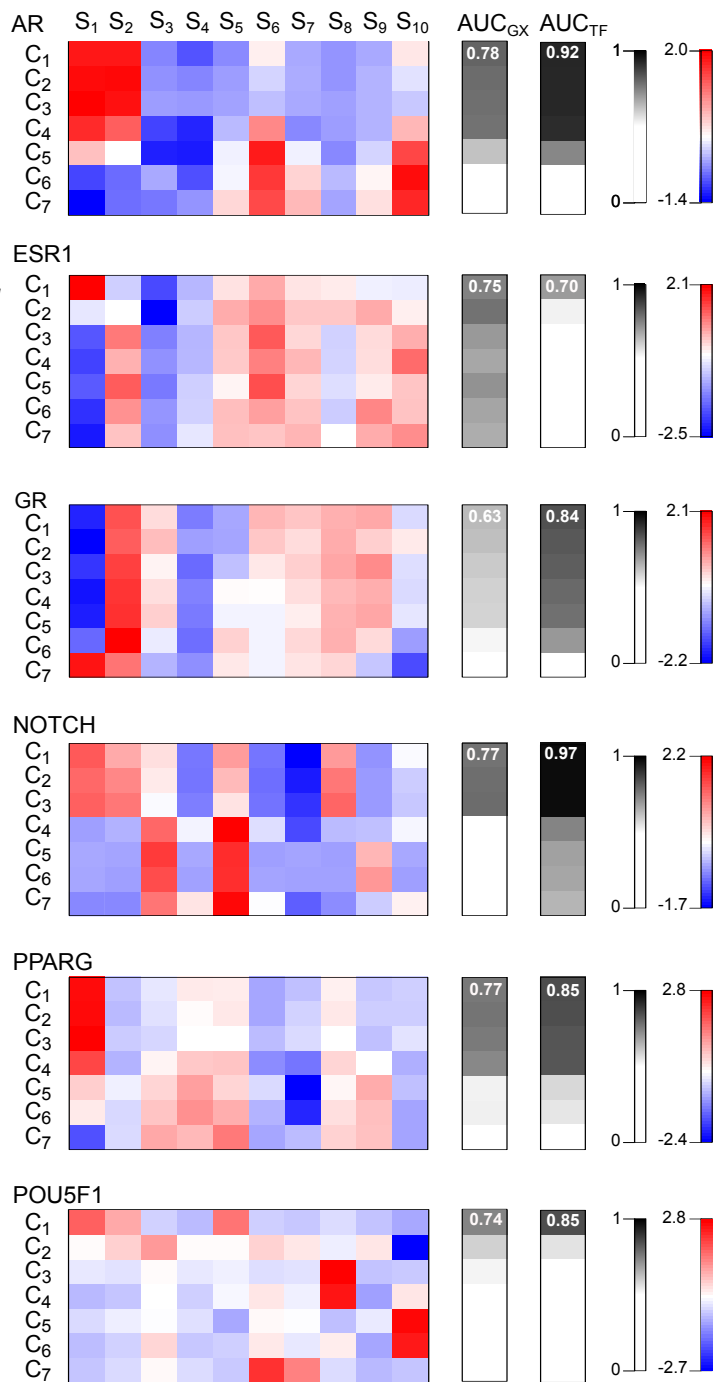 AR S1 S2 S3 S4 S5 S6 S7 S8 S9 S10 AUCGX AUCTF
C1 0.78 0.92 1 2.0
C2
C3
C4
C5
C6
C7 0 -1.4
ESR1
C1 0.75 0.70 1 2.1
C2
C3
C4
C5
C6
C7 0 -2.5
GR
C1 0.63 0.84 1 2.1
C2
C3
C4
C5
C6
C7 0 -2.2
NOTCH
C1 0.77 0.97 1 2.2
C2
C3
C4
C5
C6
C7 0 -1.7
PPARG
C1 0.77 0.85 1 2.8
C2
C3
C4
C5
C6
C7 0 -2.4
POU5F1
C1 0.74 0.85 1 2.8
C2
C3
C4
C5
C6
C7 0 -2.7